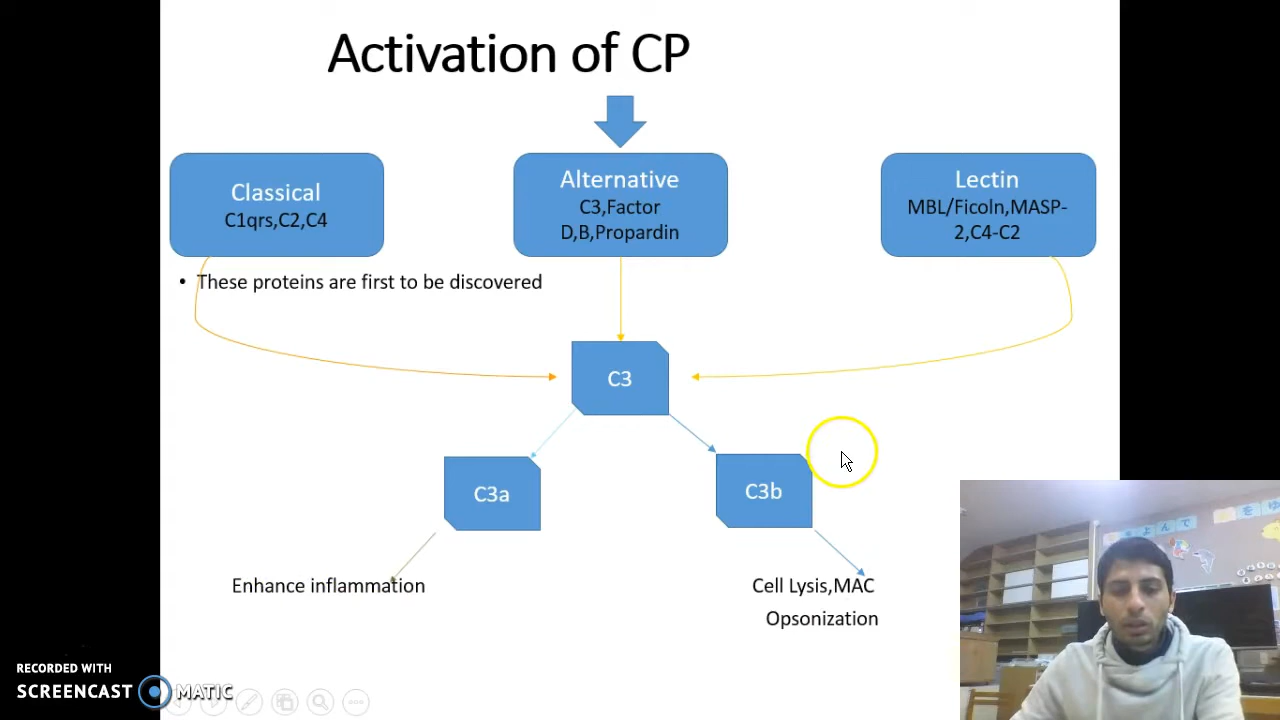 Activation of CP
Classical
C1qrs,C2,C4
Alternative
C3,Factor
D,B,Propardin
Lectin
MBL/Ficoln,MASP-
2,C4-C2
• These proteins are first to be discovered
C3
C3a
C3b
Enhance inflammation
Cell Lysis,MAC
Opsonization
RECORDED WITH
SCREENCAST MATIC